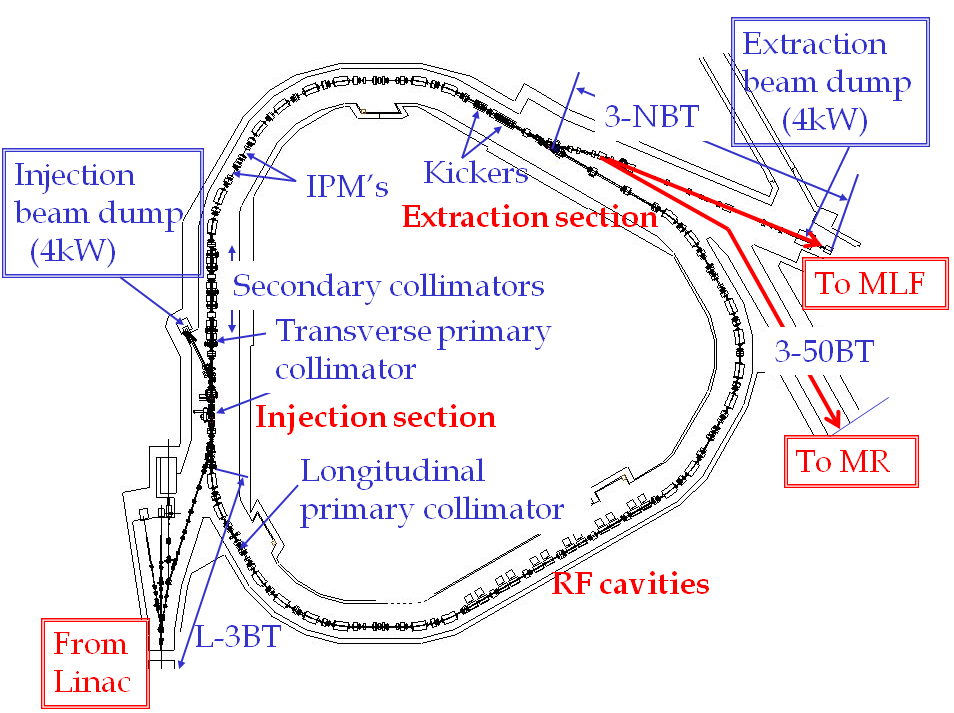 Extraction
beam dump
(4kW)
3-NBT
Injection
beam dump
(4kW)
IPM's
Kickers
Extraction section
To MLF
Secondary collimators
Transverse primary
collimator
3-50BT
Injection section
To MR
Longitudinal
primary collimator
RF cavities
From
Linac
L-3BT